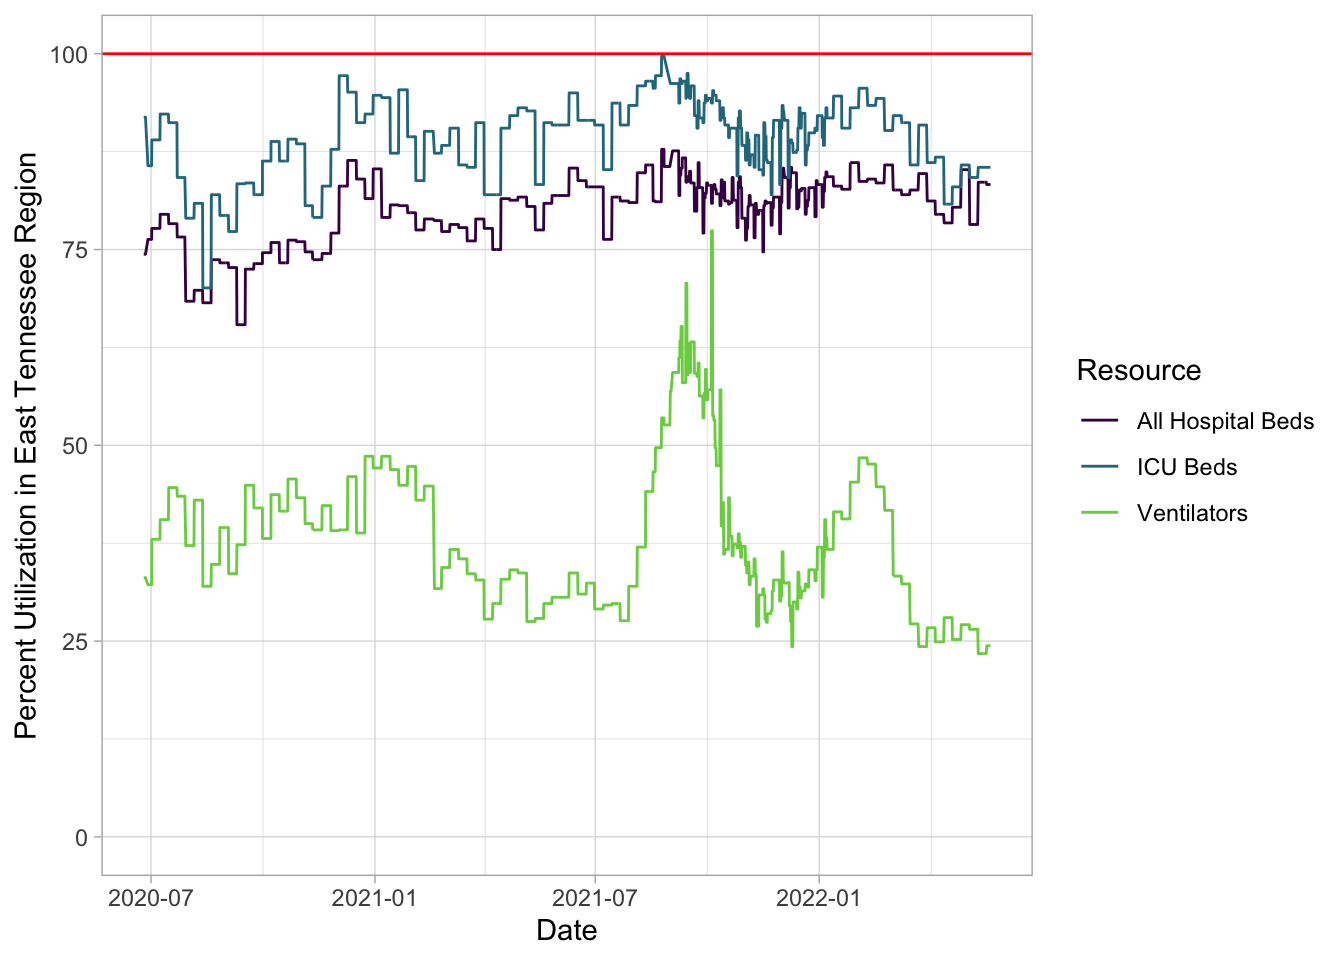 Percent Utilization in East Tennessee Region
100
75
50
25
0
2020-07
2021-01
2021-07
2022-01
Date
Resource
All Hospital Beds
ICU Beds
Ventilators